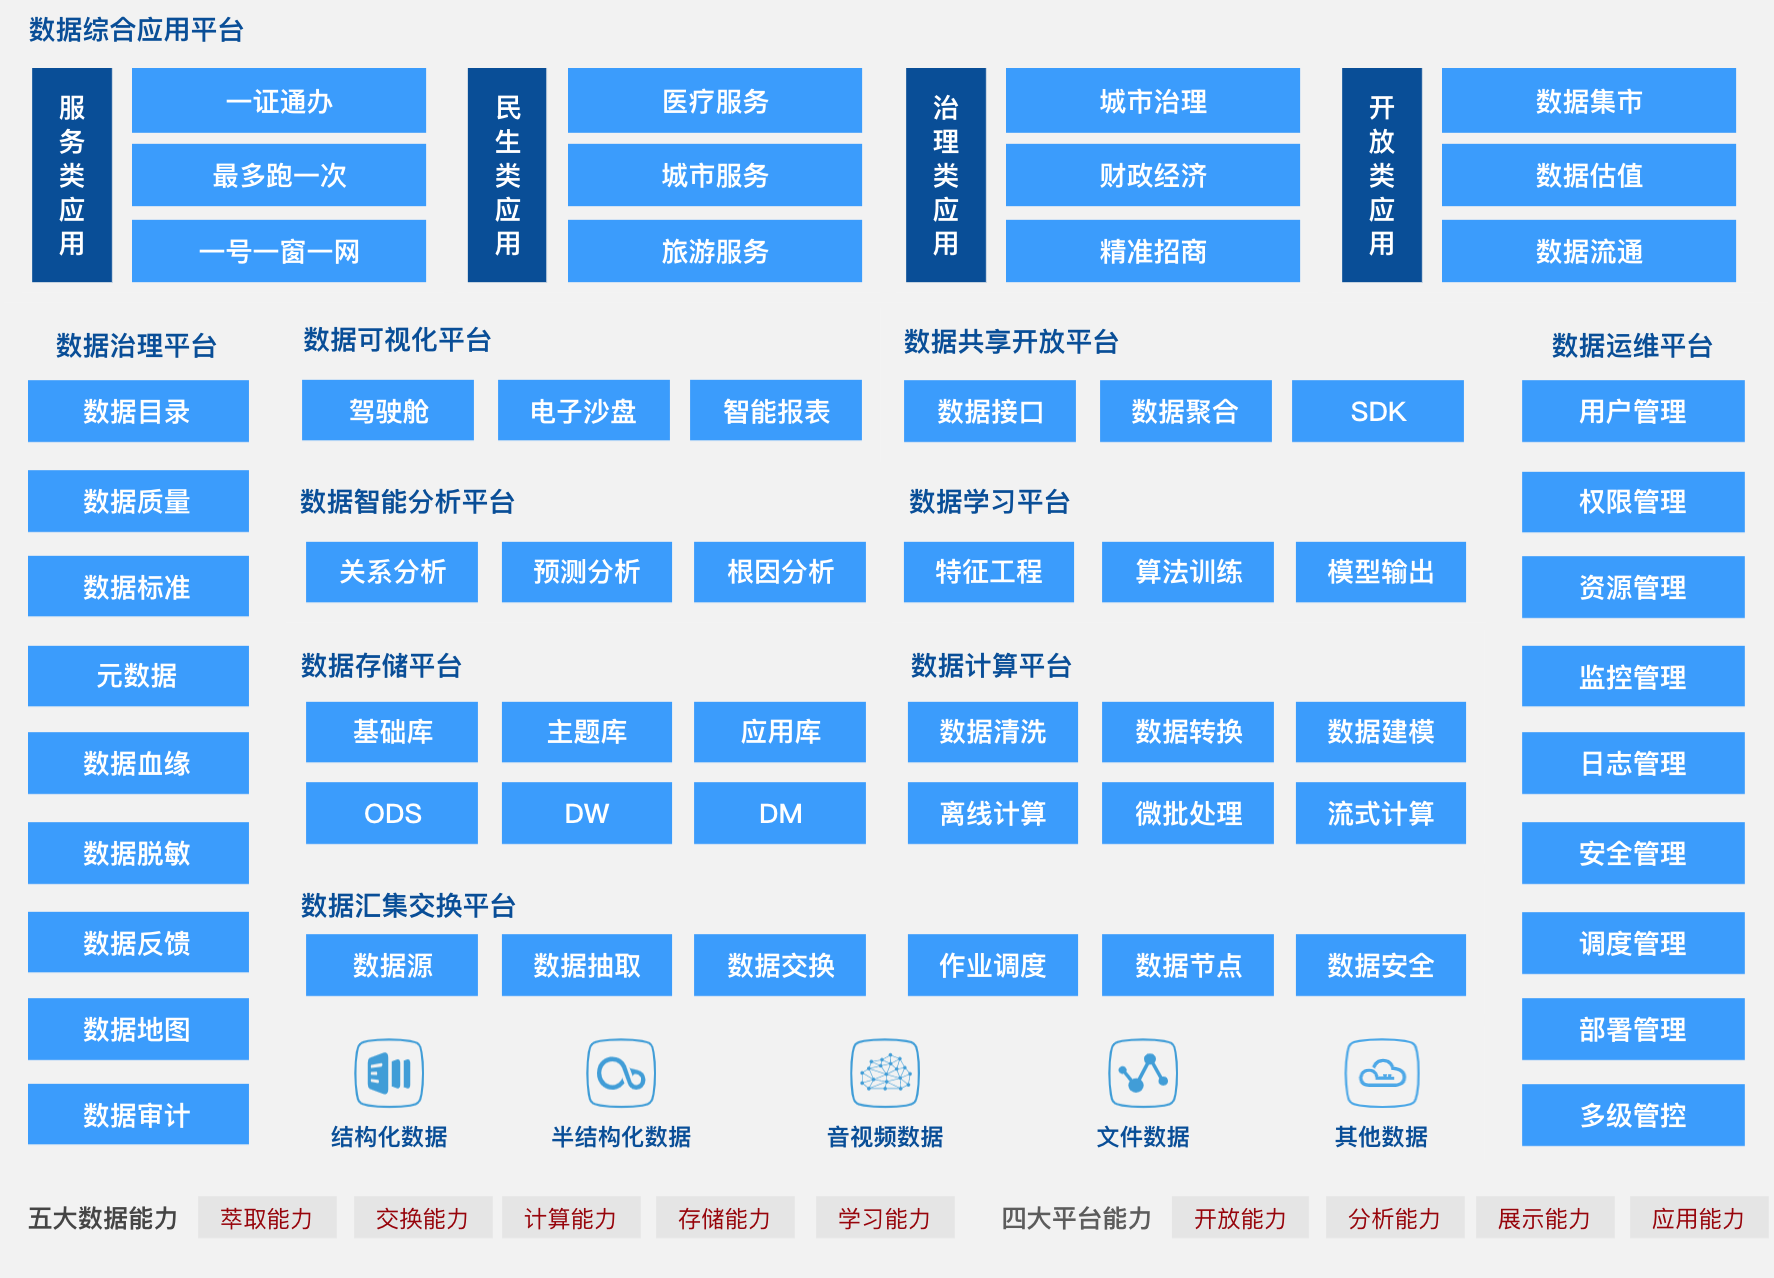 数据综合应用平台
服务类应用
一证通办
最多跑一次
一号一窗一网
民生类应用
医疗服务
城市服务
旅游服务
治理类应用
城市治理
财政经济
精准招商
开放类应用
数据集市
数据估值
数据流通
数据治理平台
数据目录
数据质量
数据标准
元数据
数据血缘
数据脱敏
数据反馈
数据地图
数据审计
数据可视化平台
驾驶舱
电子沙盘
智能报表
数据共享开放平台
数据接口
数据聚合
SDK
数据智能分析平台
关系分析
预测分析
根因分析
数据学习平台
特征工程
算法训练
模型输出
数据存储平台
基础库
主题库
应用库
ODS
DW
DM
数据计算平台
数据清洗
数据转换
数据建模
离线计算
微批处理
流式计算
数据汇集交换平台
数据源
数据抽取
数据交换
作业调度
数据节点
数据安全
结构化数据
半结构化数据
音视频数据
文件数据
其他数据
数据运维平台
用户管理
权限管理
资源管理
监控管理
日志管理
安全管理
调度管理
部署管理
多级管控
五大数据能力
萃取能力
交换能力
计算能力
存储能力
学习能力
四大平台能力
开放能力
分析能力
展示能力
应用能力